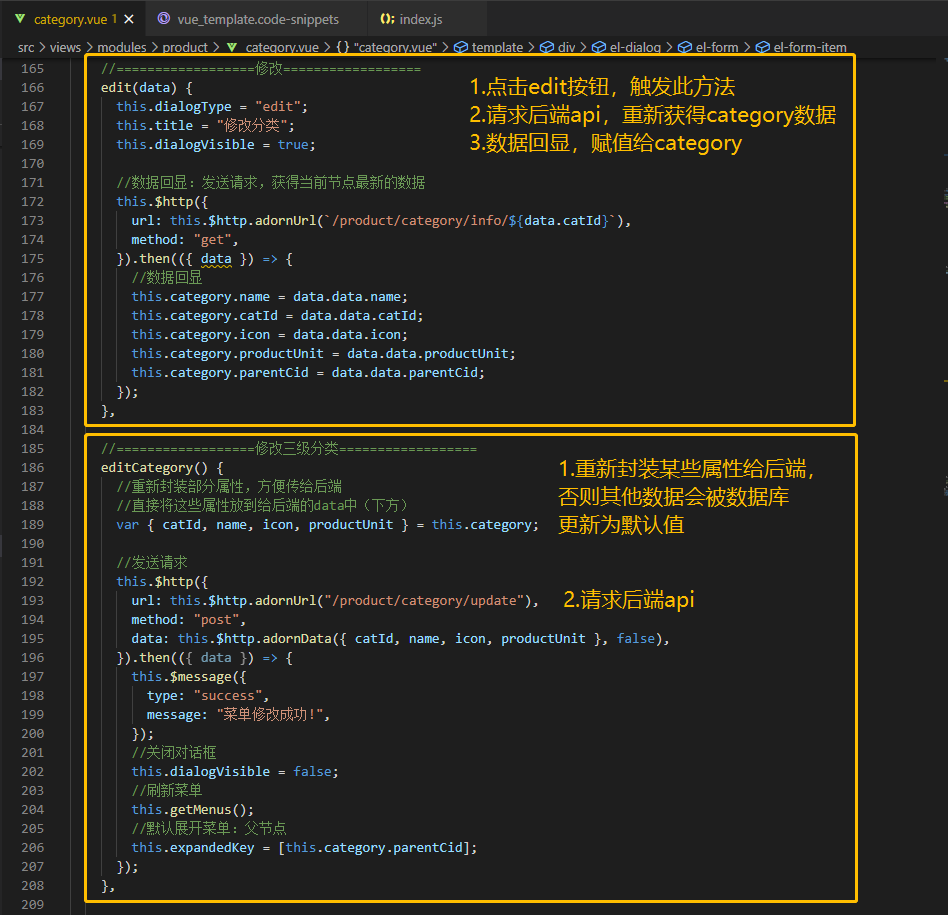 category.vue 1
vue_template.code-snippets
index.js
src > views > modules > product > category.vue > {} "category.vue" > template > div > el-dialog > el-form > el-form-item
165 //==================修改==================
166 edit(data) {
167 this.dialogType = "edit";
168 this.title = "修改分类";
169 this.dialogVisible = true;
170
171 //数据回显：发送请求，获得当前节点最新的数据
172 this.$http({
173 url: this.$http.adornUrl(`/product/category/info/${data.catId}`),
174 method: "get",
175 }).then(({ data }) => {
176 //数据回显
177 this.category.name = data.data.name;
178 this.category.catId = data.data.catId;
179 this.category.icon = data.data.icon;
180 this.category.productUnit = data.data.productUnit;
181 this.category.parentCid = data.data.parentCid;
182 });
183 },
1.点击edit按钮，触发此方法
2.请求后端api，重新获得category数据
3.数据回显，赋值给category
184
185 //==================修改三级分类==================
186 editCategory() {
187 //重新封装部分属性，方便传给后端
188 //直接将这些属性放到给后端的data中（下方）
189 var { catId, name, icon, productUnit } = this.category;
190
191 //发送请求
192 this.$http({
193 url: this.$http.adornUrl("/product/category/update"),
194 method: "post",
195 data: this.$http.adornData({ catId, name, icon, productUnit }, false),
196 }).then(({ data }) => {
197 this.$message({
198 type: "success",
199 message: "菜单修改成功!",
200 });
201 //关闭对话框
202 this.dialogVisible = false;
203 //刷新菜单
204 this.getMenus();
205 //默认展开菜单：父节点
206 this.expandedKey = [this.category.parentCid];
207 });
208 },
209
1.重新封装某些属性给后端，
否则其他数据会被数据库
更新为默认值
2.请求后端api